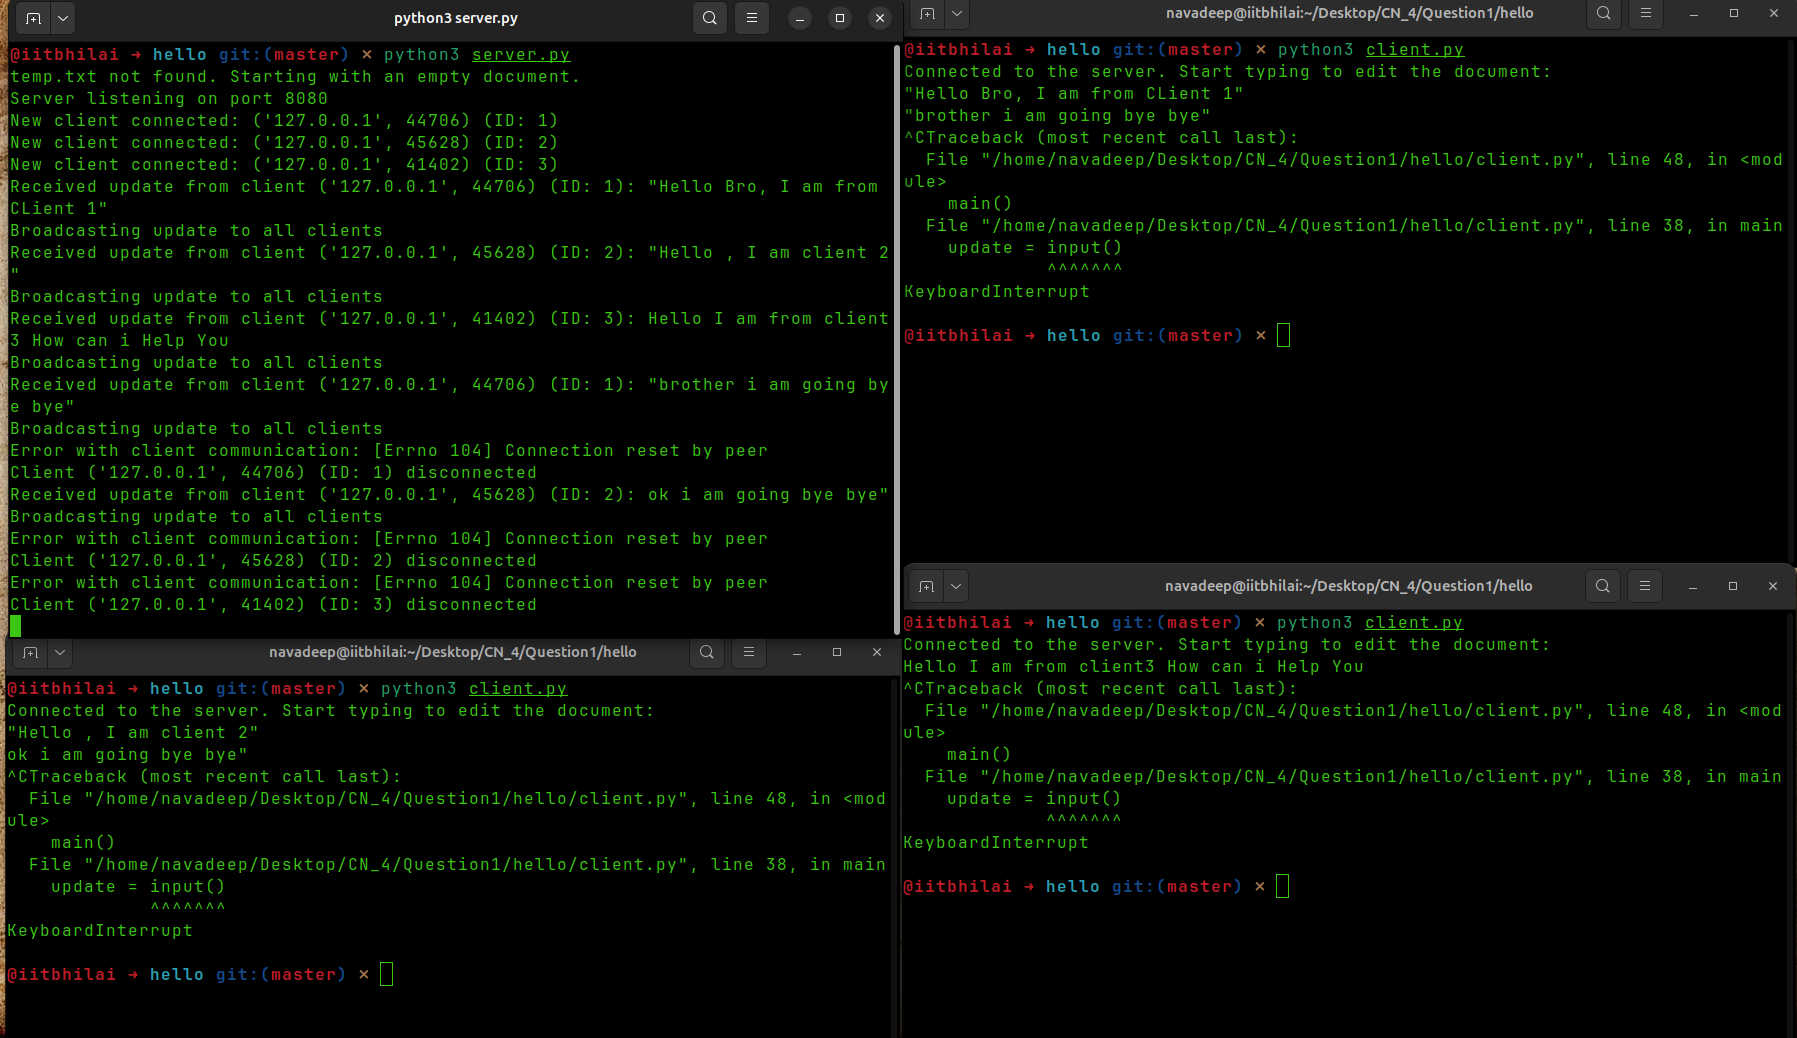 python3 server.py
@iitbhilai → hello git:(master) × python3 server.py
temp.txt not found. Starting with an empty document.
Server listening on port 8080
New client connected: ('127.0.0.1', 44706) (ID: 1)
New client connected: ('127.0.0.1', 45628) (ID: 2)
New client connected: ('127.0.0.1', 41402) (ID: 3)
Received update from client ('127.0.0.1', 44706) (ID: 1): "Hello Bro, I am from
CLient 1"
Broadcasting update to all clients
Received update from client ('127.0.0.1', 45628) (ID: 2): "Hello , I am client 2
"
Broadcasting update to all clients
Received update from client ('127.0.0.1', 41402) (ID: 3): Hello I am from client
3 How can i Help You
Broadcasting update to all clients
Received update from client ('127.0.0.1', 44706) (ID: 1): "brother i am going by
e bye"
Broadcasting update to all clients
Error with client communication: [Errno 104] Connection reset by peer
Client ('127.0.0.1', 44706) (ID: 1) disconnected
Received update from client ('127.0.0.1', 45628) (ID: 2): ok i am going bye bye"
Broadcasting update to all clients
Error with client communication: [Errno 104] Connection reset by peer
Client ('127.0.0.1', 45628) (ID: 2) disconnected
Error with client communication: [Errno 104] Connection reset by peer
Client ('127.0.0.1', 41402) (ID: 3) disconnected
navadeep@iitbhilai:~/Desktop/CN_4/Question1/hello
@iitbhilai → hello git:(master) × python3 client.py
Connected to the server. Start typing to edit the document:
"Hello Bro, I am from CLient 1"
"brother i am going bye bye"
^CTraceback (most recent call last):
  File "/home/navadeep/Desktop/CN_4/Question1/hello/client.py", line 48, in <mod
ule>
    main()
  File "/home/navadeep/Desktop/CN_4/Question1/hello/client.py", line 38, in main
    update = input()
             ^^^^^^^
KeyboardInterrupt
@iitbhilai → hello git:(master) ×
navadeep@iitbhilai:~/Desktop/CN_4/Question1/hello
@iitbhilai → hello git:(master) × python3 client.py
Connected to the server. Start typing to edit the document:
"Hello , I am client 2"
ok i am going bye bye"
^CTraceback (most recent call last):
  File "/home/navadeep/Desktop/CN_4/Question1/hello/client.py", line 48, in <mod
ule>
    main()
  File "/home/navadeep/Desktop/CN_4/Question1/hello/client.py", line 38, in main
    update = input()
             ^^^^^^^
KeyboardInterrupt
@iitbhilai → hello git:(master) ×
navadeep@iitbhilai:~/Desktop/CN_4/Question1/hello
@iitbhilai → hello git:(master) × python3 client.py
Connected to the server. Start typing to edit the document:
Hello I am from client3 How can i Help You
^CTraceback (most recent call last):
  File "/home/navadeep/Desktop/CN_4/Question1/hello/client.py", line 48, in <mod
ule>
    main()
  File "/home/navadeep/Desktop/CN_4/Question1/hello/client.py", line 38, in main
    update = input()
             ^^^^^^^
KeyboardInterrupt
@iitbhilai → hello git:(master) ×